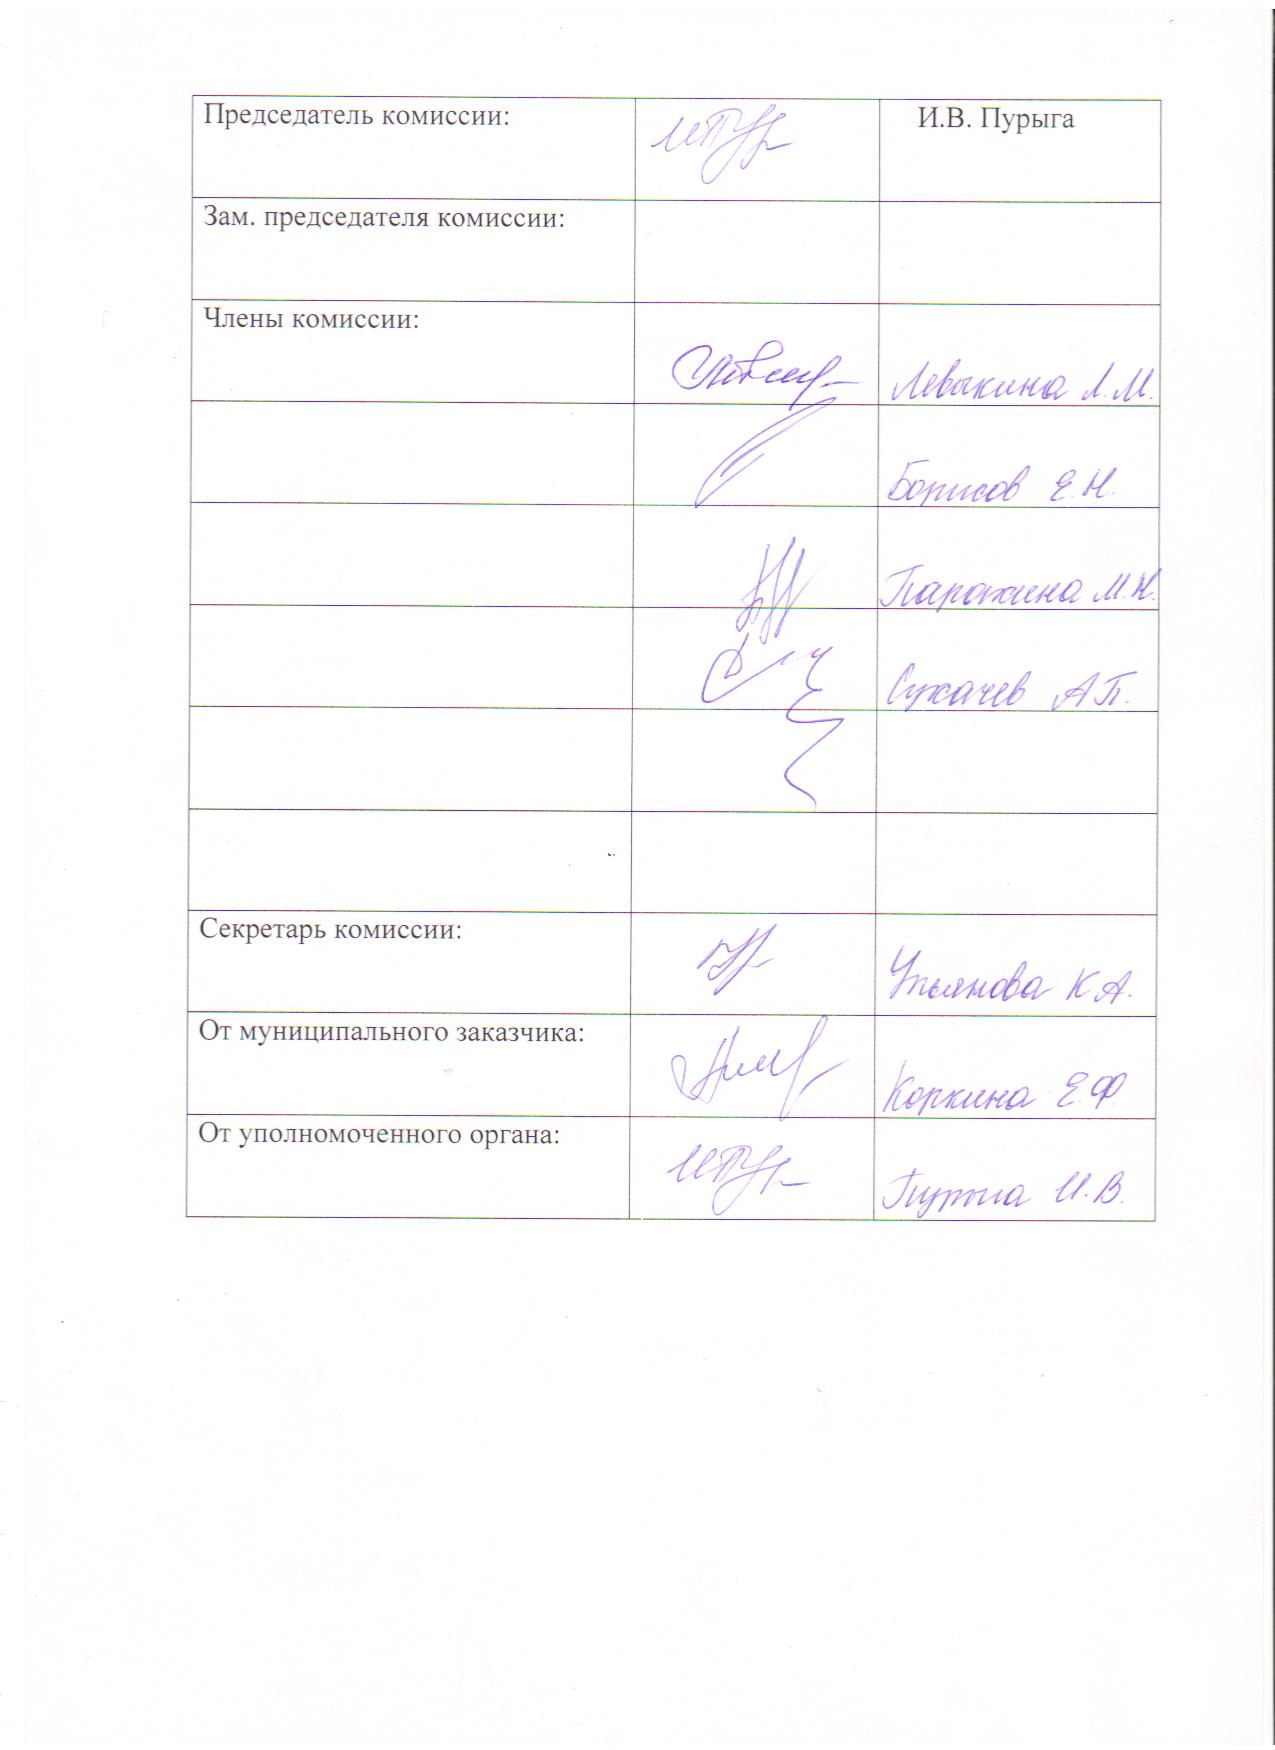 Председатель комиссии: И.В. Пурыга
Зам. председателя комиссии:
Члены комиссии:
Левыкина Л.М.
Борисов Е.Н.
Парахина М.Н.
Сухачев А.П.
Секретарь комиссии:
Ульянова К.А.
От муниципального заказчика:
Коркина Е.Ф.
От уполномоченного органа:
Пурыга И.В.